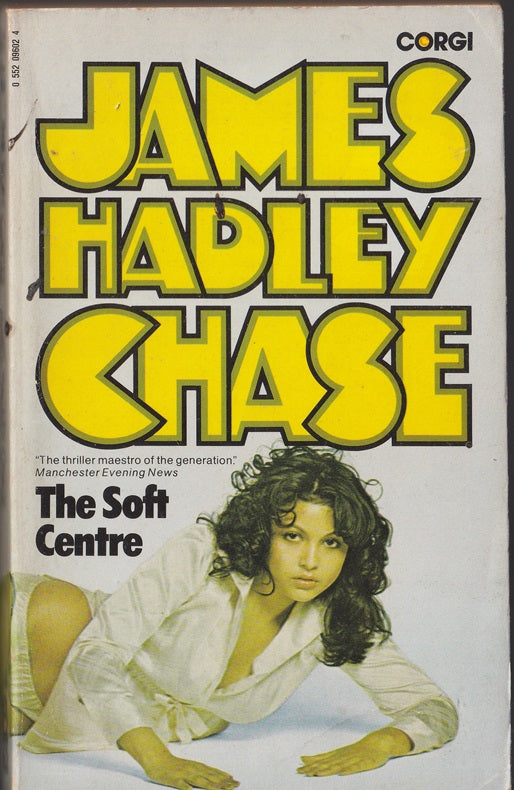 0 552 09602 4
CORGI
JAMES
HADLEY
CHASE
"The thriller maestro of the generation."
Manchester Evening News
The Soft
Centre